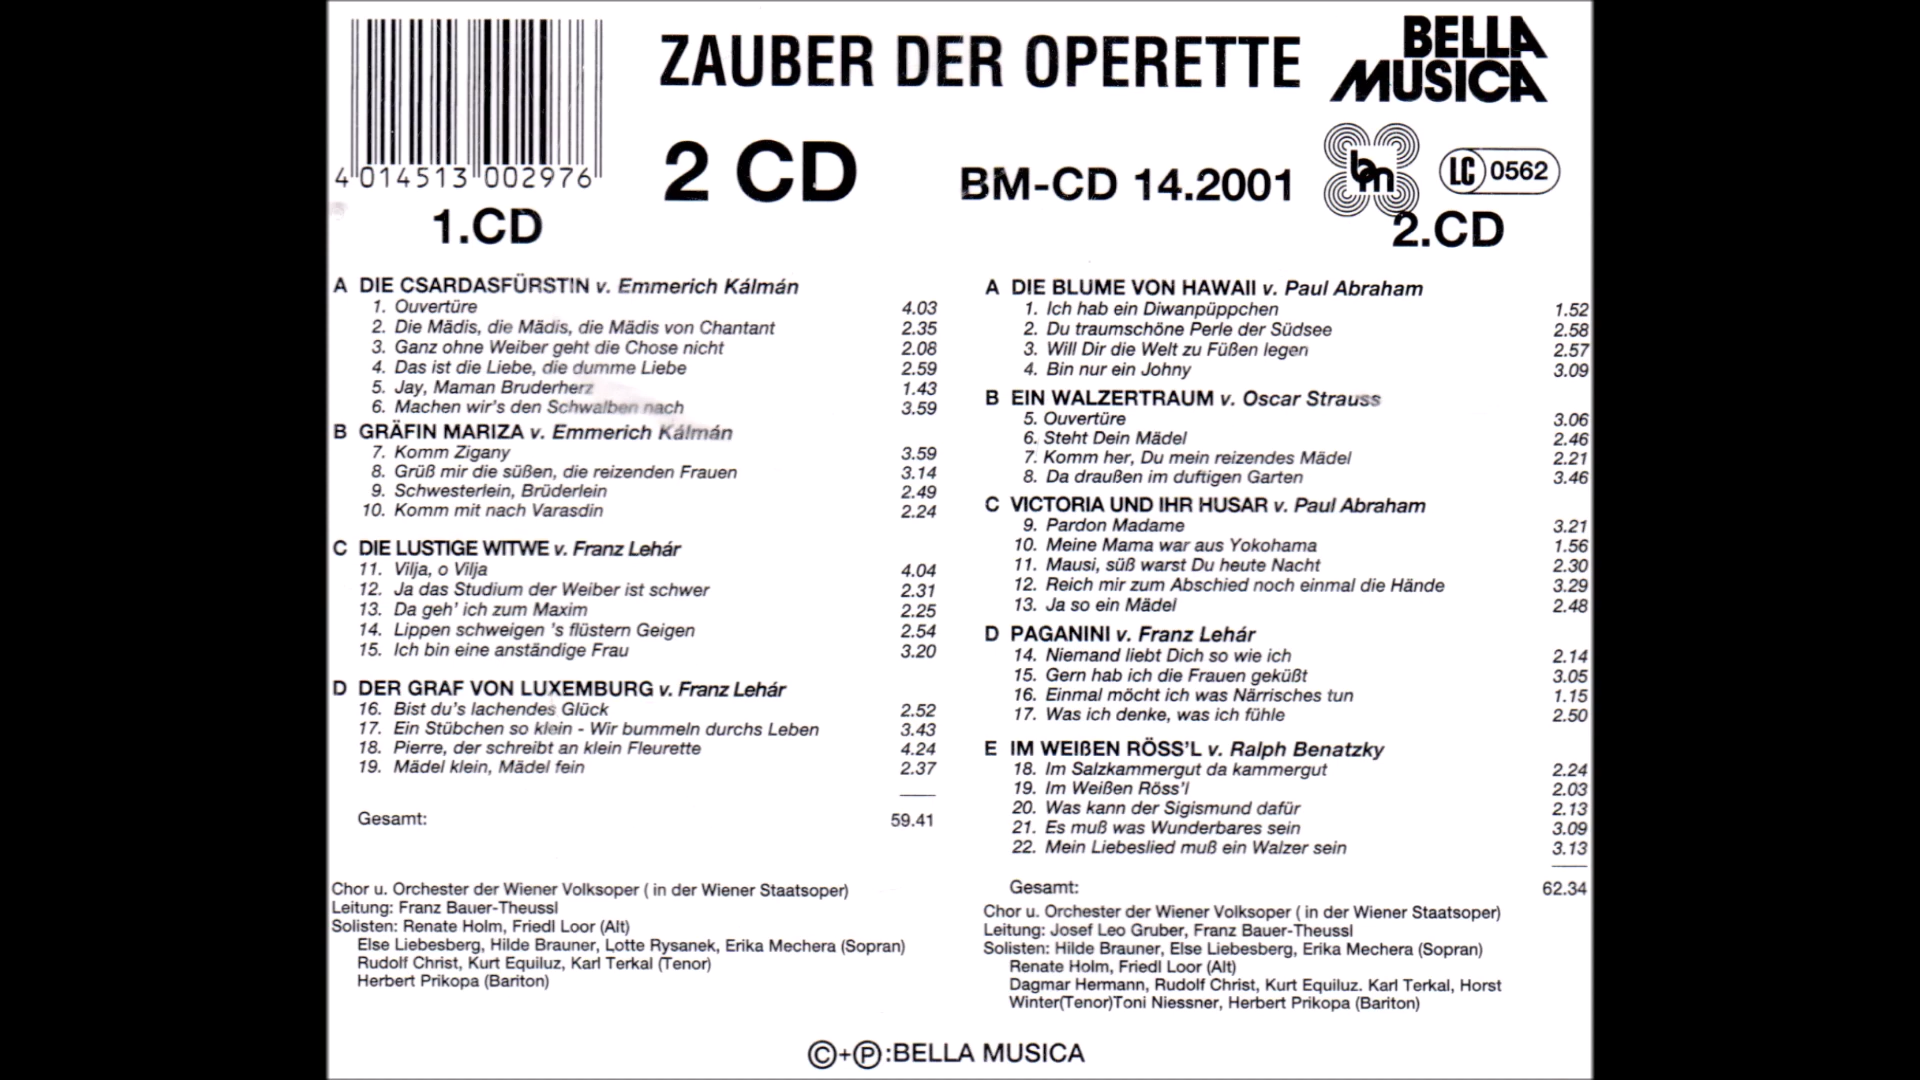 ZAUBER DER OPERETTE
BELLA
MUSICA
4 014513 002976
2 CD
BM-CD 14.2001
bm
LC 0562
1.CD
A DIE CSARDASFÜRSTIN v. Emmerich Kálmán
1. Ouvertüre 4.03
2. Die Mädis, die Mädis, die Mädis von Chantant 2.35
3. Ganz ohne Weiber geht die Chose nicht 2.08
4. Das ist die Liebe, die dumme Liebe 2.59
5. Jay, Maman Bruderherz 1.43
6. Machen wir's den Schwalben nach 3.59
B GRÄFIN MARIZA v. Emmerich Kálmán
7. Komm Zigany 3.59
8. Grüß mir die süßen, die reizenden Frauen 3.14
9. Schwesterlein, Brüderlein 2.49
10. Komm mit nach Varasdin 2.24
C DIE LUSTIGE WITWE v. Franz Lehár
11. Vilja, o Vilja 4.04
12. Ja das Studium der Weiber ist schwer 2.31
13. Da geh' ich zum Maxim 2.25
14. Lippen schweigen 's flüstern Geigen 2.54
15. Ich bin eine anständige Frau 3.20
D DER GRAF VON LUXEMBURG v. Franz Lehár
16. Bist du's lachendes Glück 2.52
17. Ein Stübchen so klein - Wir bummeln durchs Leben 3.43
18. Pierre, der schreibt an klein Fleurette 4.24
19. Mädel klein, Mädel fein 2.37
Gesamt: 59.41
Chor u. Orchester der Wiener Volksoper ( in der Wiener Staatsoper)
Leitung: Franz Bauer-Theussl
Solisten: Renate Holm, Friedl Loor (Alt)
Else Liebesberg, Hilde Brauner, Lotte Rysanek, Erika Mechera (Sopran)
Rudolf Christ, Kurt Equiluz, Karl Terkal (Tenor)
Herbert Prikopa (Bariton)
2.CD
A DIE BLUME VON HAWAII v. Paul Abraham
1. Ich hab ein Diwanpüppchen 1.52
2. Du traumschöne Perle der Südsee 2.58
3. Will Dir die Welt zu Füßen legen 2.57
4. Bin nur ein Johny 3.09
B EIN WALZERTRAUM v. Oscar Strauss
5. Ouvertüre 3.06
6. Steht Dein Mädel 2.46
7. Komm her, Du mein reizendes Mädel 2.21
8. Da draußen im duftigen Garten 3.46
C VICTORIA UND IHR HUSAR v. Paul Abraham
9. Pardon Madame 3.21
10. Meine Mama war aus Yokohama 1.56
11. Mausi, süß warst Du heute Nacht 2.30
12. Reich mir zum Abschied noch einmal die Hände 3.29
13. Ja so ein Mädel 2.48
D PAGANINI v. Franz Lehár
14. Niemand liebt Dich so wie ich 2.14
15. Gern hab ich die Frauen geküßt 3.05
16. Einmal möcht ich was Närrisches tun 1.15
17. Was ich denke, was ich fühle 2.50
E IM WEIßEN RÖSS'L v. Ralph Benatzky
18. Im Salzkammergut da kammergut 2.24
19. Im Weißen Röss'l 2.03
20. Was kann der Sigismund dafür 2.13
21. Es muß was Wunderbares sein 3.09
22. Mein Liebeslied muß ein Walzer sein 3.13
Gesamt: 62.34
Chor u. Orchester der Wiener Volksoper ( in der Wiener Staatsoper)
Leitung: Josef Leo Gruber, Franz Bauer-Theussl
Solisten: Hilde Brauner, Else Liebesberg, Erika Mechera (Sopran)
Renate Holm, Friedl Loor (Alt)
Dagmar Hermann, Rudolf Christ, Kurt Equiluz. Karl Terkal, Horst
Winter(Tenor)Toni Niessner, Herbert Prikopa (Bariton)
©+℗:BELLA MUSICA